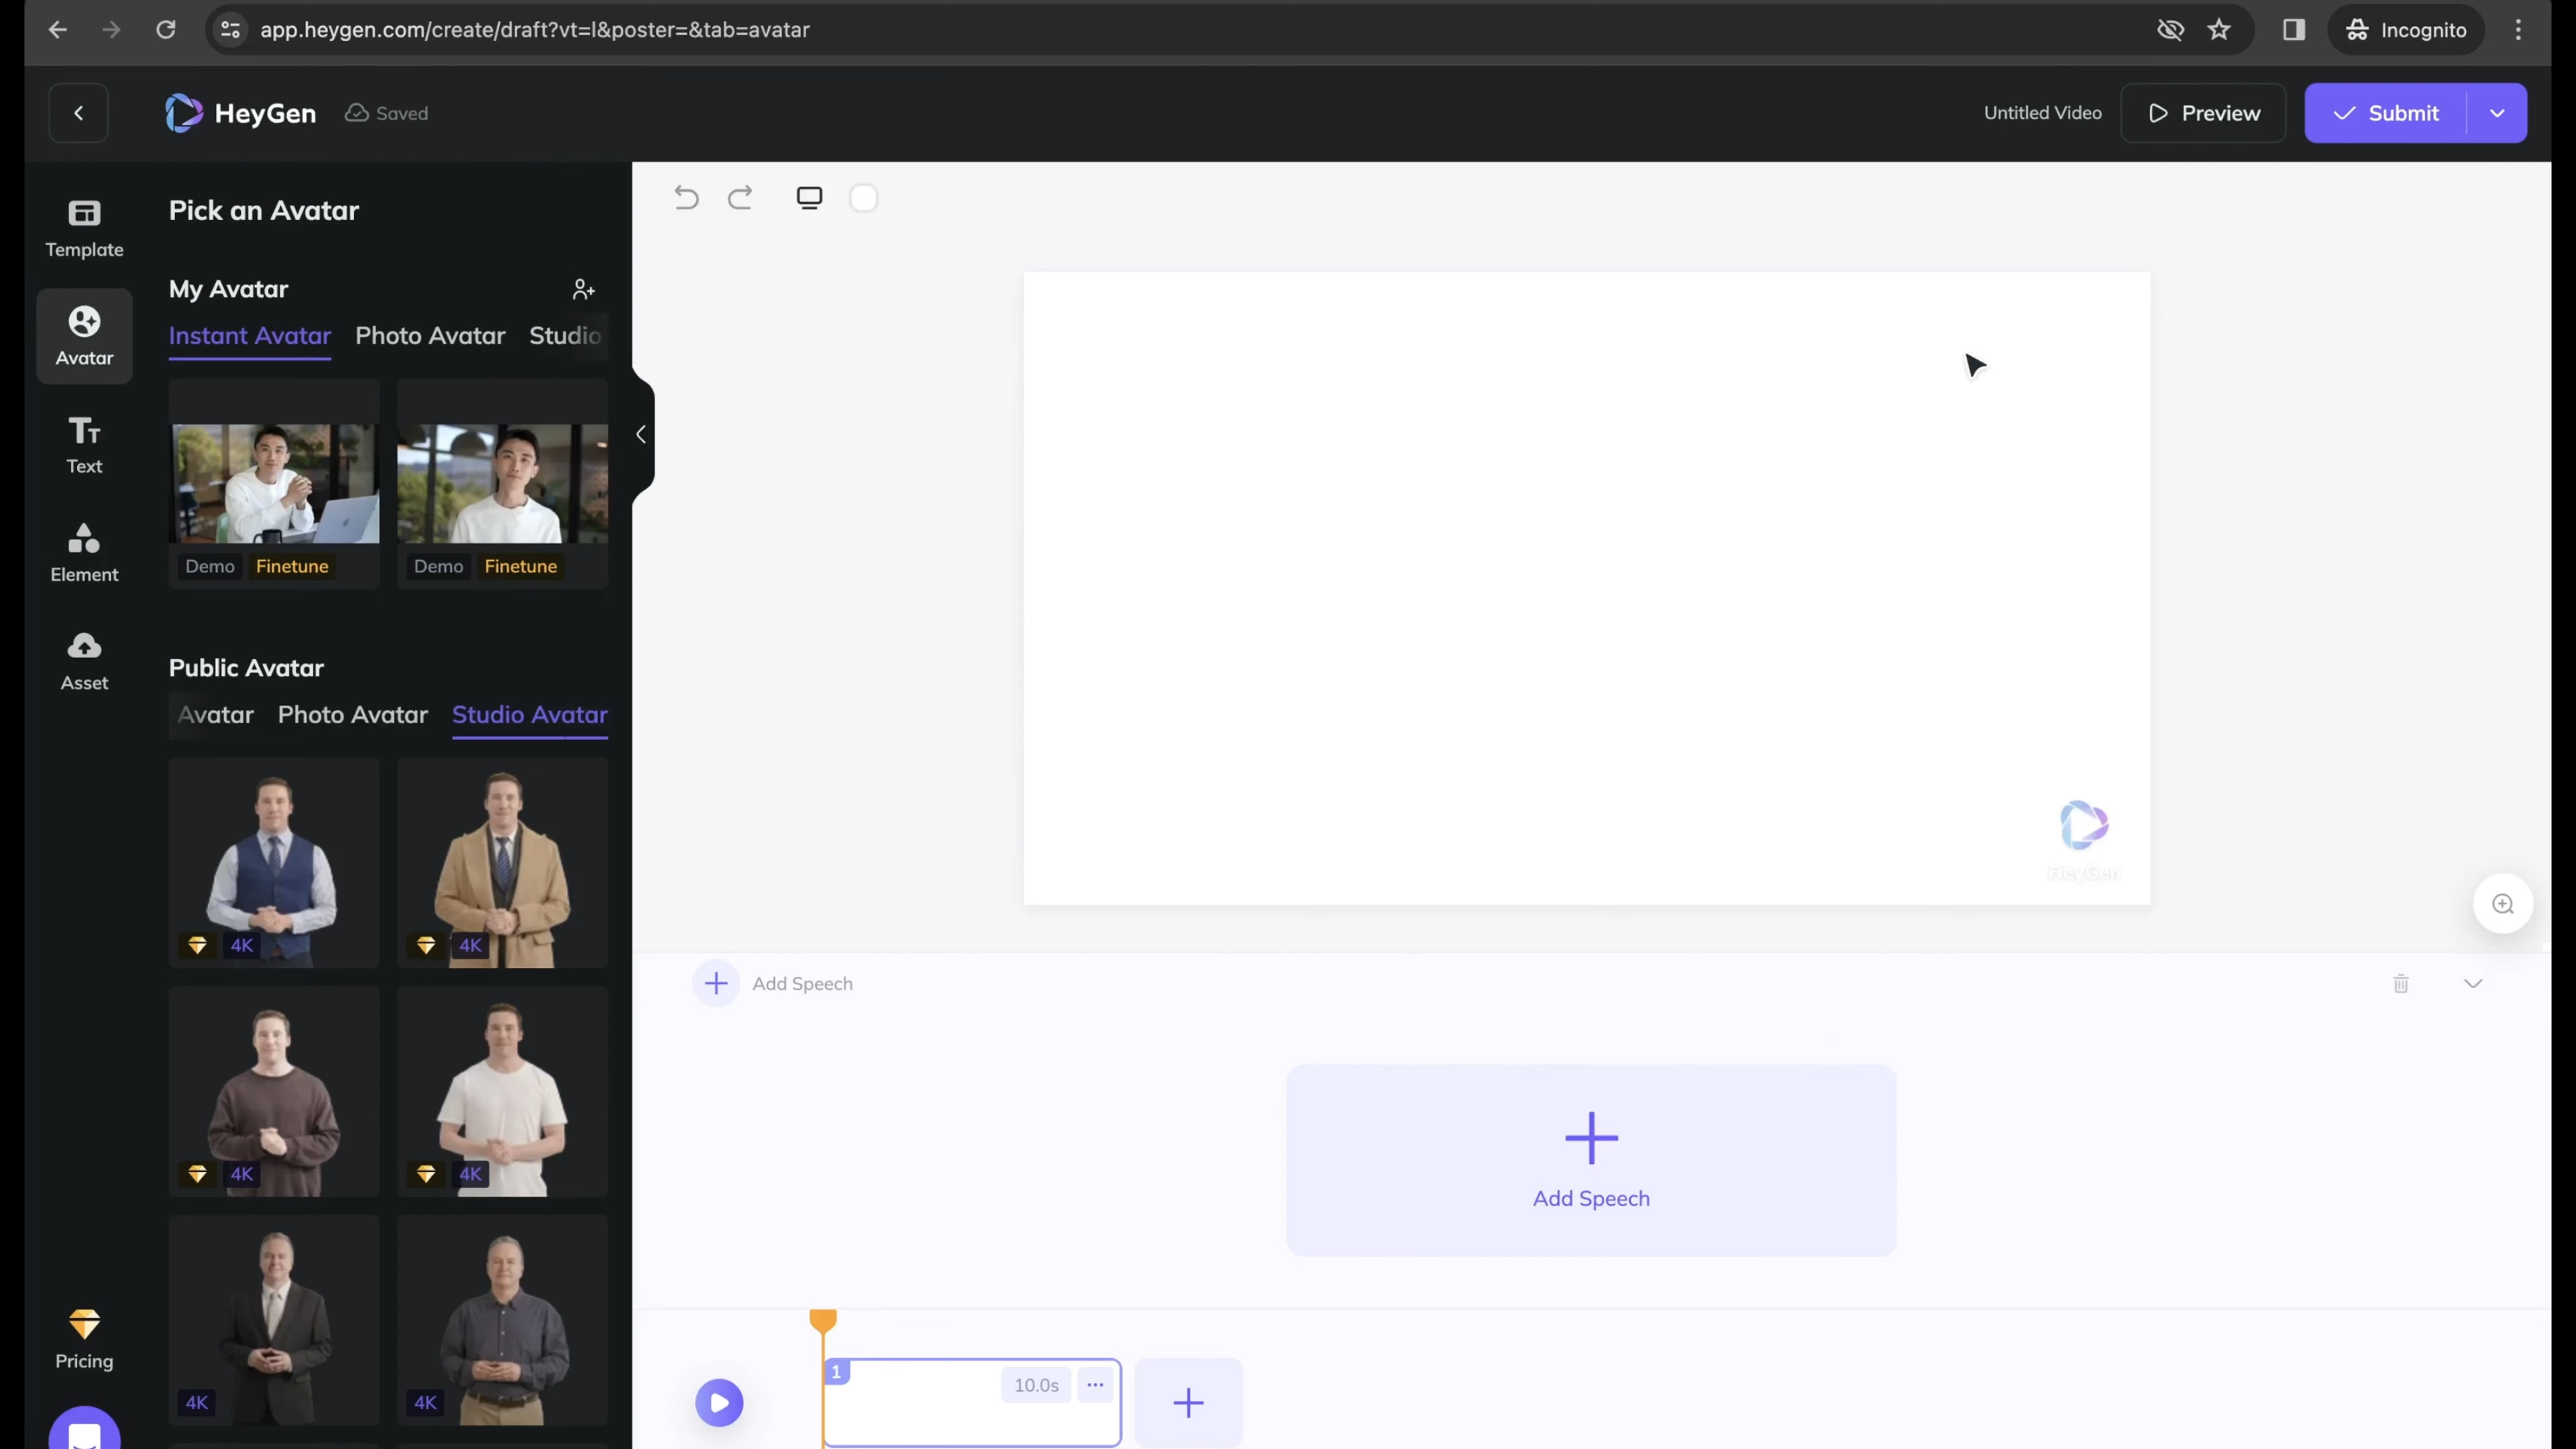 app.heygen.com/create/draft?vt=l&poster=&tab=avatar
Incognito
HeyGen
Saved
Untitled Video
Preview
Submit
Template
Avatar
Text
Element
Asset
Pricing
Pick an Avatar
My Avatar
Instant Avatar Photo Avatar Studio
Demo Finetune Demo Finetune
Public Avatar
Avatar Photo Avatar Studio Avatar
4K 4K
4K 4K
4K 4K
HeyGen
Add Speech
Add Speech
1 10.0s